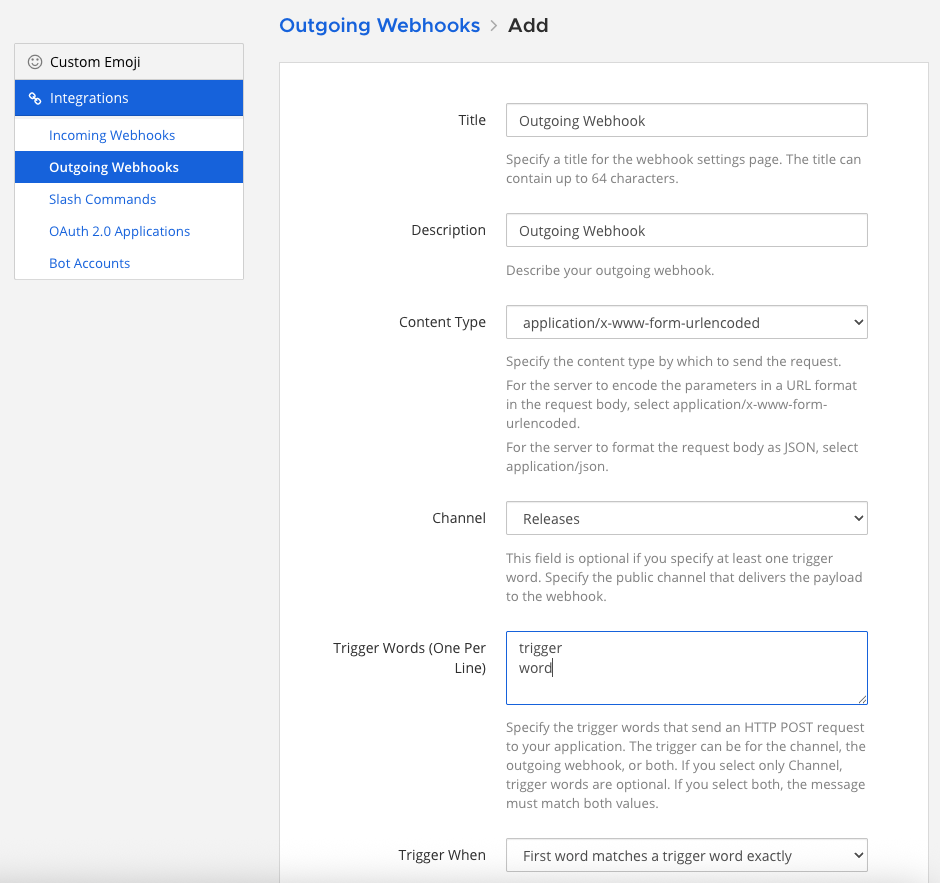 Outgoing Webhooks > Add
Custom Emoji
Integrations
Incoming Webhooks
Outgoing Webhooks
Slash Commands
OAuth 2.0 Applications
Bot Accounts
Title
Outgoing Webhook
Specify a title for the webhook settings page. The title can
contain up to 64 characters.
Description
Outgoing Webhook
Describe your outgoing webhook.
Content Type
application/x-www-form-urlencoded
Specify the content type by which to send the request.
For the server to encode the parameters in a URL format
in the request body, select application/x-www-form-
urlencoded.
For the server to format the request body as JSON, select
application/json.
Channel
Releases
This field is optional if you specify at least one trigger
word. Specify the public channel that delivers the payload
to the webhook.
Trigger Words (One Per
Line)
trigger
word
Specify the trigger words that send an HTTP POST request
to your application. The trigger can be for the channel, the
outgoing webhook, or both. If you select only Channel,
trigger words are optional. If you select both, the message
must match both values.
Trigger When
First word matches a trigger word exactly